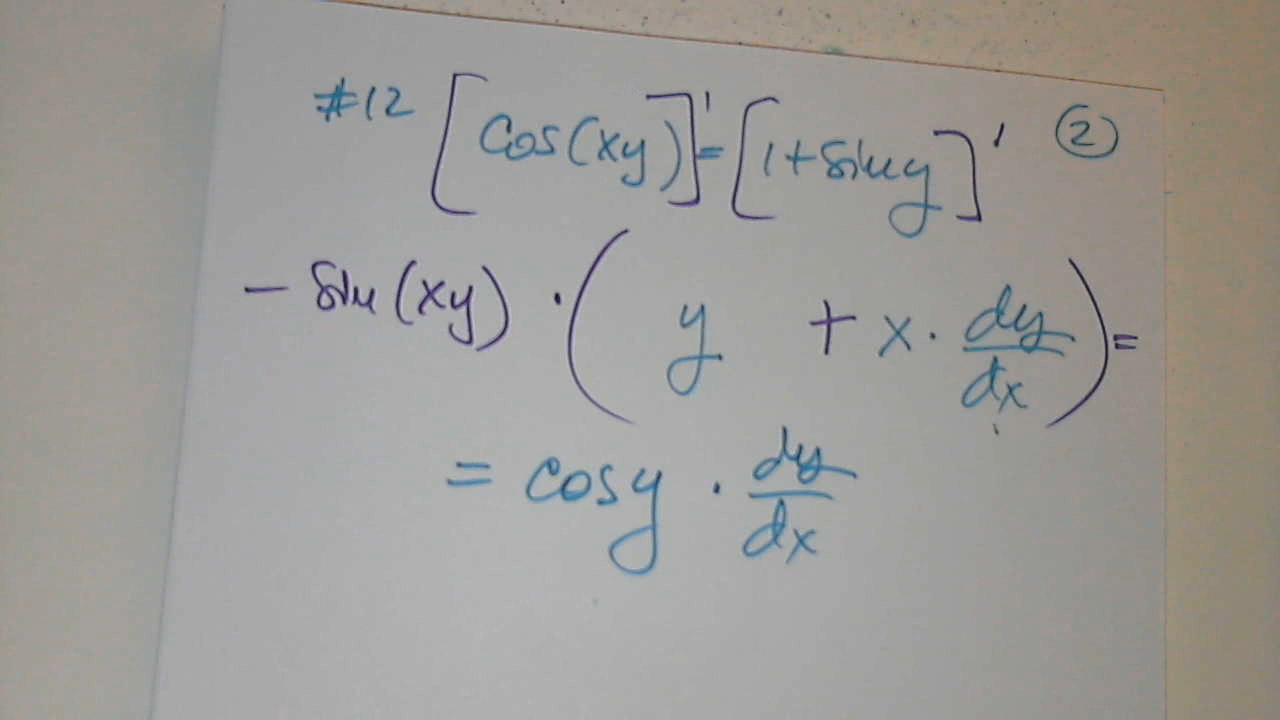 #12 [cos(xy)]' = [1 + sin y]' ②
- sin(xy) · (y + x · dy/dx) =
= cos y · dy/dx